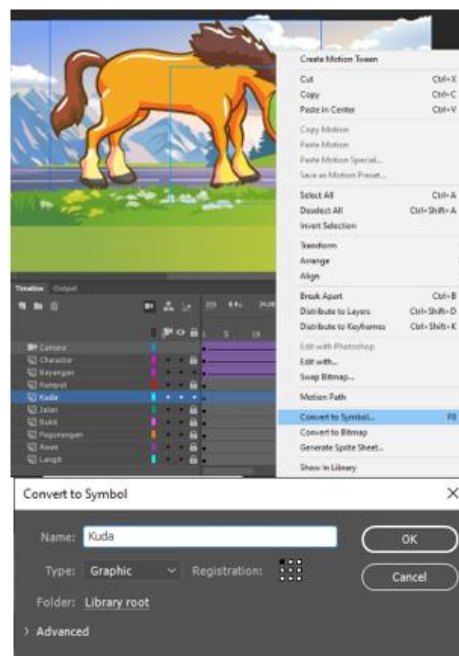 Create Motion Tween
Cut Ctrl+X
Copy Ctrl+C
Paste in Center Ctrl+V
Copy Motion
Paste Motion
Paste Motion Special...
Save as Motion Preset...
Select All Ctrl+A
Deselect All Ctrl+Shift+A
Invert Selection
Transform
Arrange
Align
Break Apart Ctrl+B
Distribute to Layers Ctrl+Shift+D
Distribute to Keyframes Ctrl+Shift+K
Edit with Photoshop
Edit with...
Swap Bitmap...
Motion Path
Convert to Symbol... F8
Convert to Bitmap
Generate Sprite Sheet...
Show In Library
Timeline Output
5 10
Camera
Character
Bayangan
Rumput
Kuda
Jalan
Bukit
Pegunungan
Awan
Langit
Convert to Symbol
Name: Kuda OK
Type: Graphic Registration: Cancel
Folder: Library root
Advanced